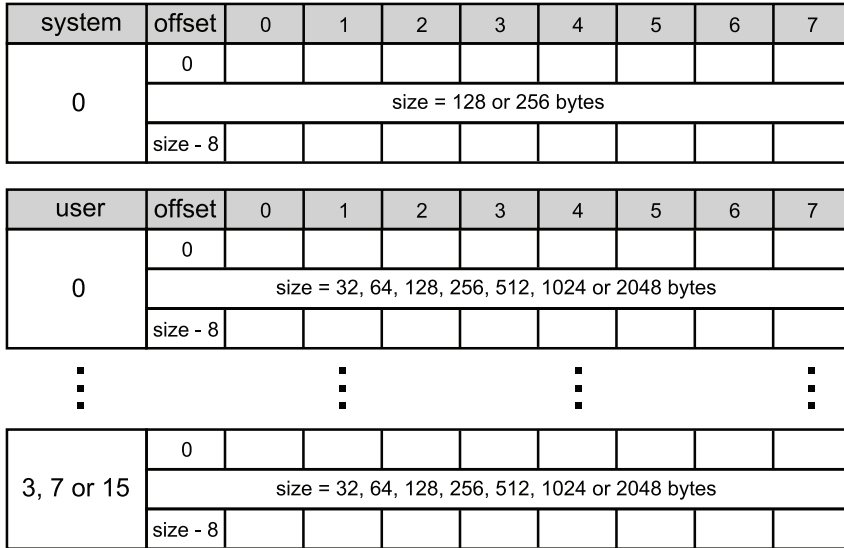 system offset 0 1 2 3 4 5 6 7
0
0
size = 128 or 256 bytes
size - 8
user offset 0 1 2 3 4 5 6 7
0
0
size = 32, 64, 128, 256, 512, 1024 or 2048 bytes
size - 8
0
3, 7 or 15
size = 32, 64, 128, 256, 512, 1024 or 2048 bytes
size - 8